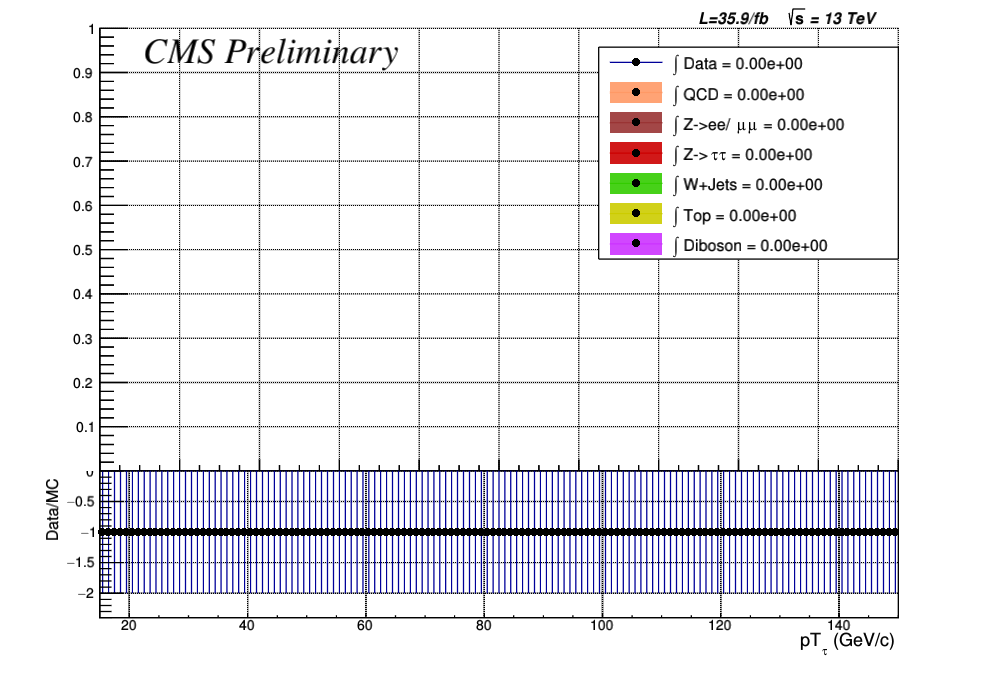 L=35.9/fb √s = 13 TeV
CMS Preliminary
1
0.9
0.8
0.7
0.6
0.5
0.4
0.3
0.2
0.1
∫ Data = 0.00e+00
∫ QCD = 0.00e+00
∫ Z->ee/ μμ = 0.00e+00
∫ Z-> ττ = 0.00e+00
∫ W+Jets = 0.00e+00
∫ Top = 0.00e+00
∫ Diboson = 0.00e+00
Data/MC
0
−0.5
−1
−1.5
−2
20 40 60 80 100 120 140
pT_τ (GeV/c)